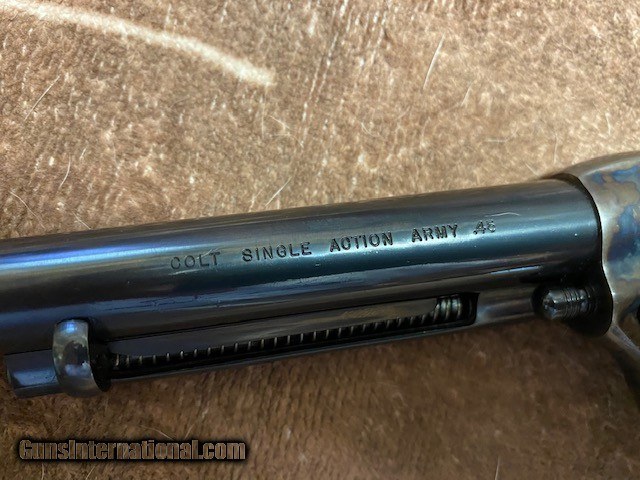 COLT SINGLE ACTION ARMY .45
GunsInternational.com